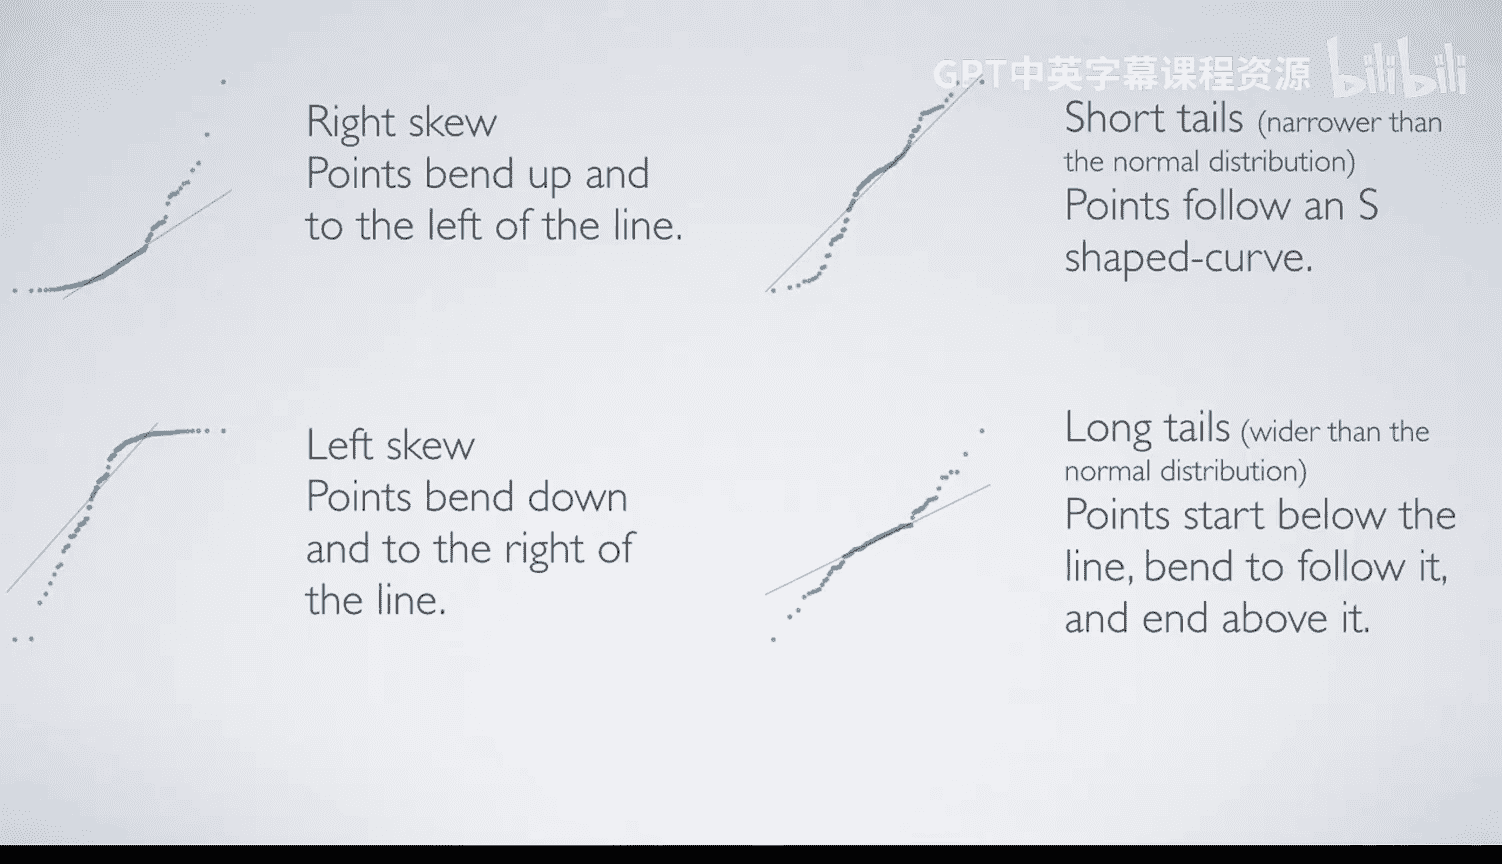 GPT中英字幕课程资源 bilibili
Right skew
Points bend up and
to the left of the line.
Short tails (narrower than
the normal distribution)
Points follow an S
shaped-curve.
Left skew
Points bend down
and to the right of
the line.
Long tails (wider than the
normal distribution)
Points start below the
line, bend to follow it,
and end above it.